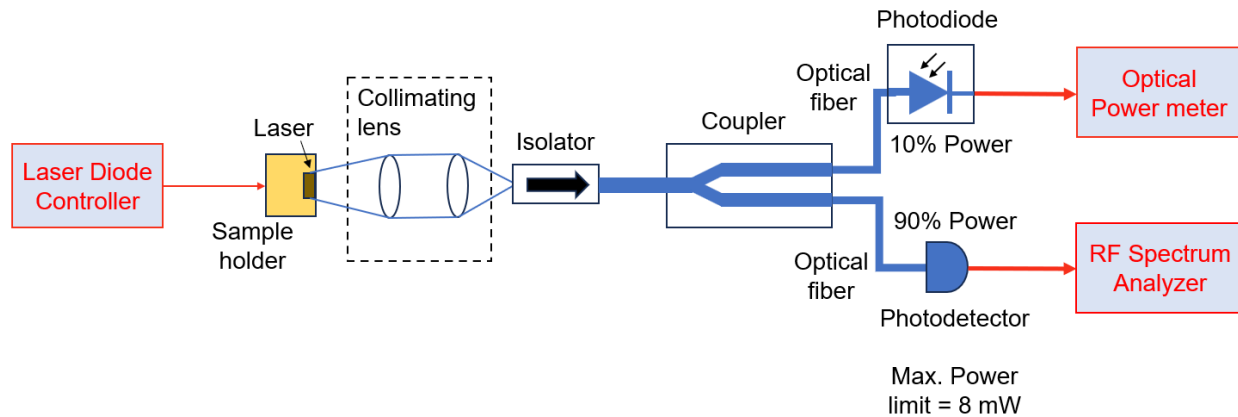 Laser Diode
Controller
Laser
Sample
holder
Collimating
lens
Isolator
Coupler
Optical
fiber
Photodiode
10% Power
Optical
Power meter
90% Power
Optical
fiber
Photodetector
RF Spectrum
Analyzer
Max. Power
limit = 8 mW